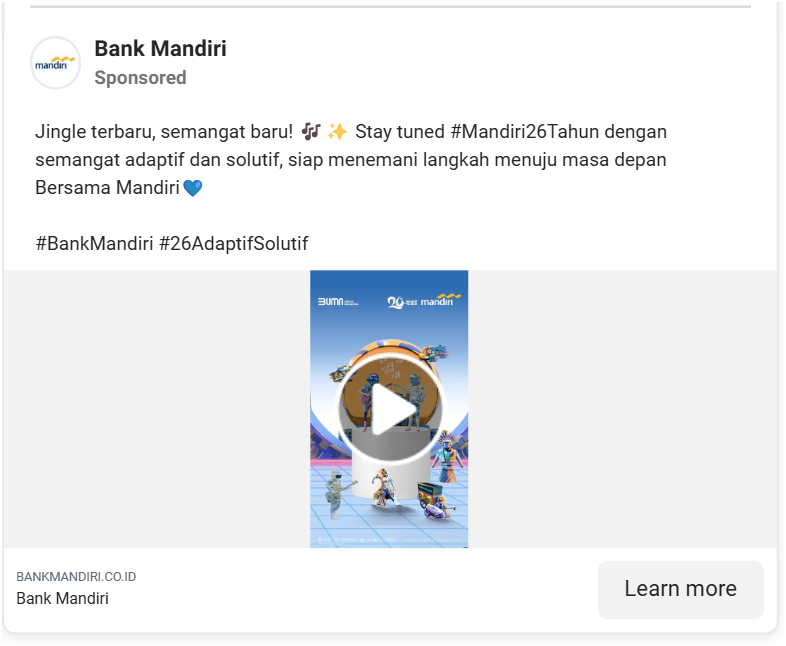 mandiri
Bank Mandiri
Sponsored
Jingle terbaru, semangat baru! 🎶 ✨ Stay tuned #Mandiri26Tahun dengan
semangat adaptif dan solutif, siap menemani langkah menuju masa depan
Bersama Mandiri💙
#BankMandiri #26AdaptifSolutif
BUMN
26 mandiri
BANKMANDIRI.CO.ID
Bank Mandiri
Learn more